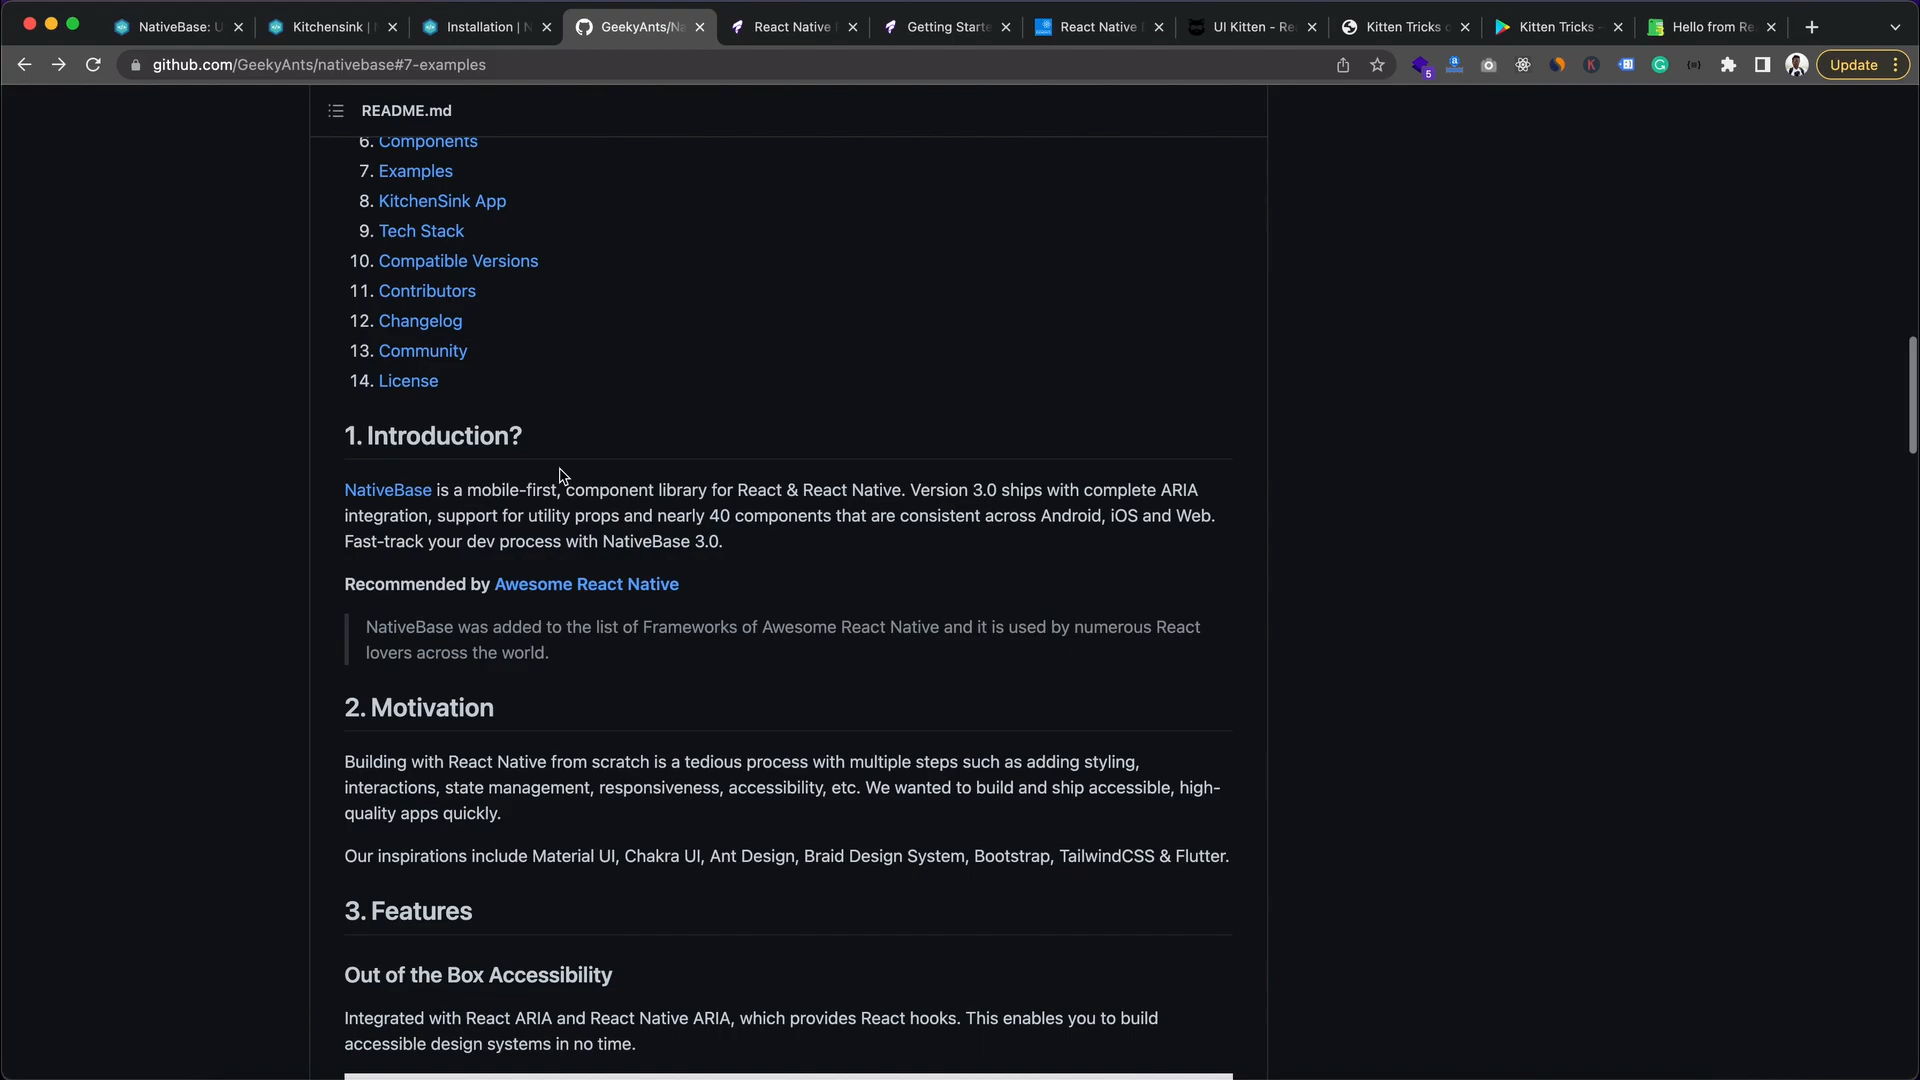 NativeBase: U
Kitchensink |
Installation | N
GeekyAnts/Na
React Native
Getting Starte
React Native
UI Kitten - Re
Kitten Tricks o
Kitten Tricks -
Hello from Re
github.com/GeekyAnts/nativebase#7-examples
5
Update
README.md
6. Components
7. Examples
8. KitchenSink App
9. Tech Stack
10. Compatible Versions
11. Contributors
12. Changelog
13. Community
14. License
1. Introduction?
NativeBase is a mobile-first, component library for React & React Native. Version 3.0 ships with complete ARIA
integration, support for utility props and nearly 40 components that are consistent across Android, iOS and Web.
Fast-track your dev process with NativeBase 3.0.
Recommended by Awesome React Native
NativeBase was added to the list of Frameworks of Awesome React Native and it is used by numerous React
lovers across the world.
2. Motivation
Building with React Native from scratch is a tedious process with multiple steps such as adding styling,
interactions, state management, responsiveness, accessibility, etc. We wanted to build and ship accessible, high-
quality apps quickly.
Our inspirations include Material UI, Chakra UI, Ant Design, Braid Design System, Bootstrap, TailwindCSS & Flutter.
3. Features
Out of the Box Accessibility
Integrated with React ARIA and React Native ARIA, which provides React hooks. This enables you to build
accessible design systems in no time.